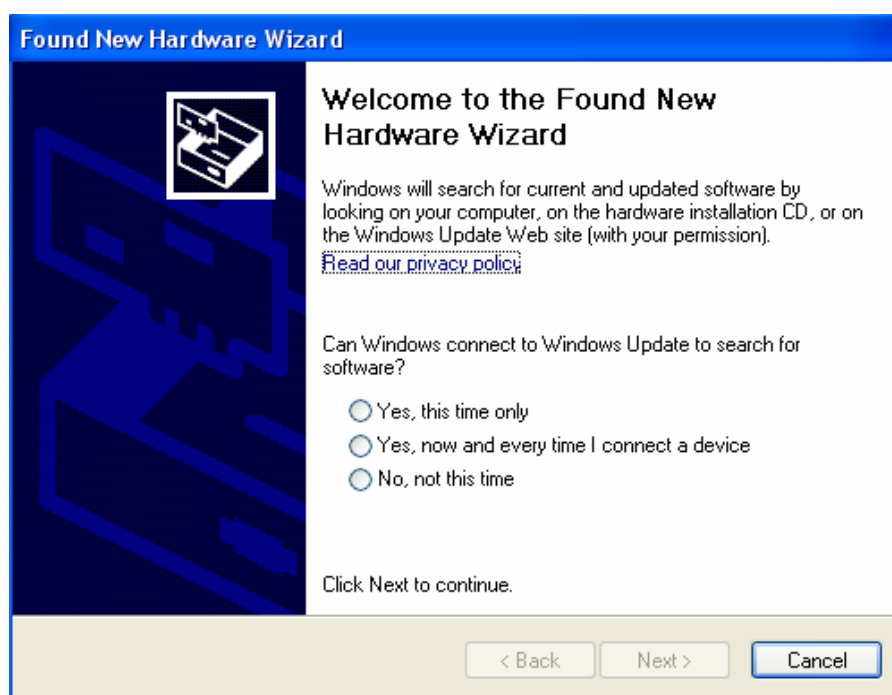 Found New Hardware Wizard
Welcome to the Found New
Hardware Wizard
Windows will search for current and updated software by
looking on your computer, on the hardware installation CD, or on
the Windows Update Web site (with your permission).
Read our privacy policy
Can Windows connect to Windows Update to search for
software?
Yes, this time only
Yes, now and every time I connect a device
No, not this time
Click Next to continue.
< Back Next > Cancel